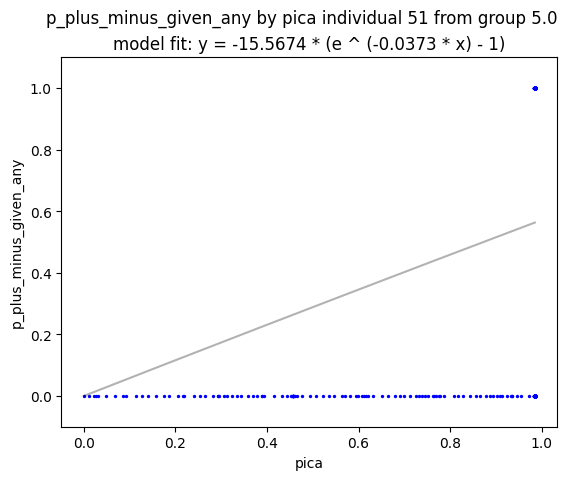 p_plus_minus_given_any by pica individual 51 from group 5.0
model fit: y = -15.5674 * (e ^ (-0.0373 * x) - 1)
1.0
0.8
0.6
0.4
0.2
0.0
p_plus_minus_given_any
0.0 0.2 0.4 0.6 0.8 1.0
pica